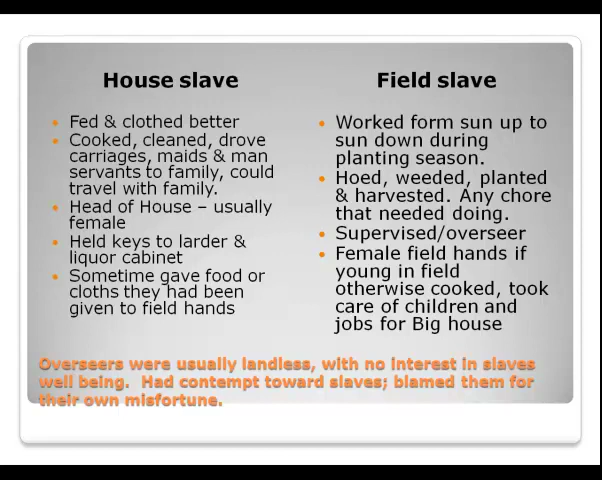 House slave
Fed & clothed better
Cooked, cleaned, drove
carriages, maids & man
servants to family, could
travel with family.
Head of House – usually
female
Held keys to larder &
liquor cabinet
Sometime gave food or
cloths they had been
given to field hands
Field slave
Worked form sun up to
sun down during
planting season.
Hoed, weeded, planted
& harvested. Any chore
that needed doing.
Supervised/overseer
Female field hands if
young in field
otherwise cooked, took
care of children and
jobs for Big house
Overseers were usually landless, with no interest in slaves
well being. Had contempt toward slaves; blamed them for
their own misfortune.